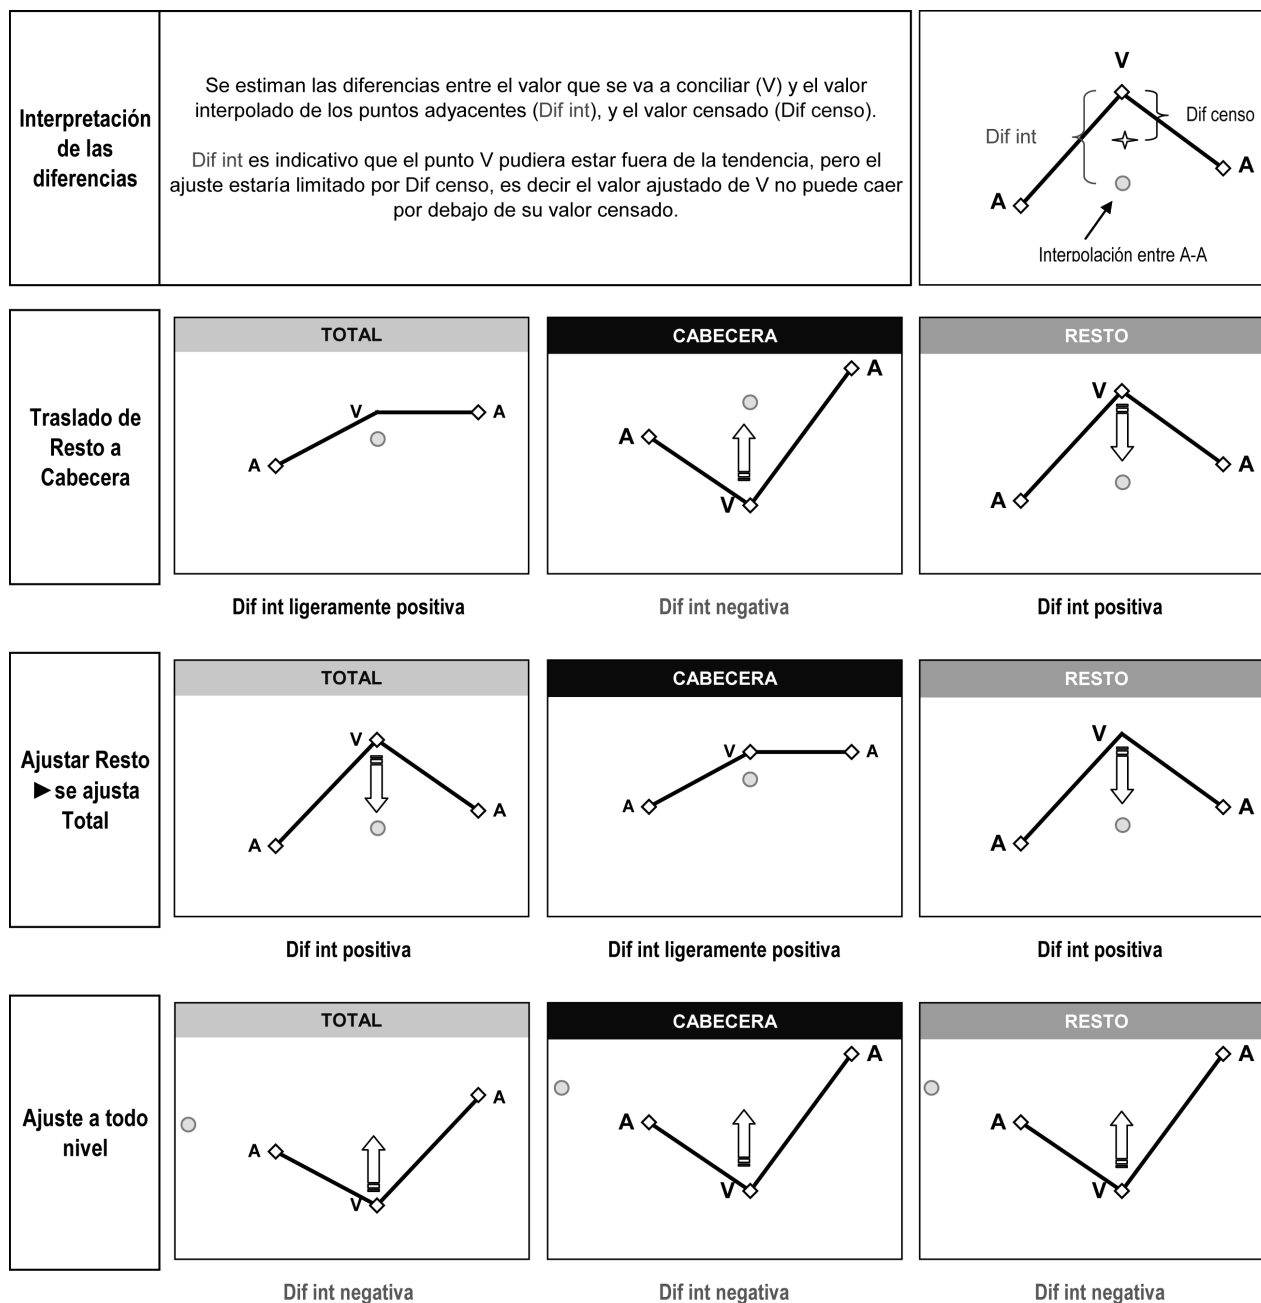 Interpretación
de las
diferencias
Se estiman las diferencias entre el valor que se va a conciliar (V) y el valor
interpolado de los puntos adyacentes (Dif int), y el valor censado (Dif censo).
Dif int es indicativo que el punto V pudiera estar fuera de la tendencia, pero el
ajuste estaría limitado por Dif censo, es decir el valor ajustado de V no puede caer
por debajo de su valor censado.
V
Dif int
Dif censo
A
A
Interpolación entre A-A
Traslado de
Resto a
Cabecera
TOTAL
V
A
A
Dif int ligeramente positiva
CABECERA
A
A
V
Dif int negativa
RESTO
V
A
A
Dif int positiva
Ajustar Resto
►se ajusta
Total
TOTAL
V
A
A
Dif int positiva
CABECERA
V
A
A
Dif int ligeramente positiva
RESTO
V
A
A
Dif int positiva
Ajuste a todo
nivel
TOTAL
A
A
V
Dif int negativa
CABECERA
A
A
V
Dif int negativa
RESTO
A
A
V
Dif int negativa